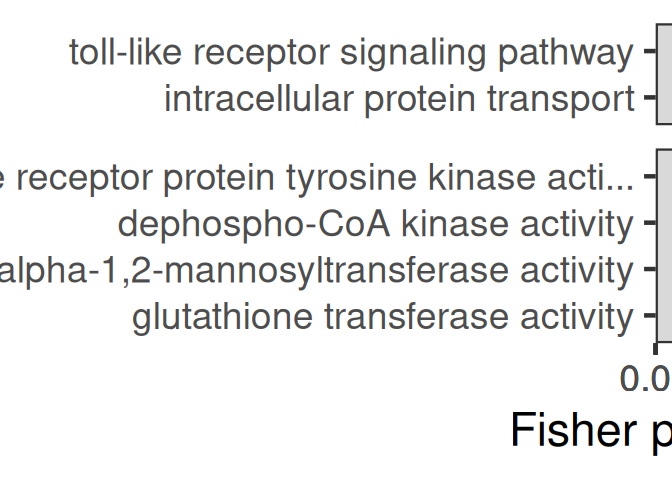 toll-like receptor signaling pathway
intracellular protein transport
receptor protein tyrosine kinase acti...
dephospho-CoA kinase activity
alpha-1,2-mannosyltransferase activity
glutathione transferase activity
0.0
Fisher p